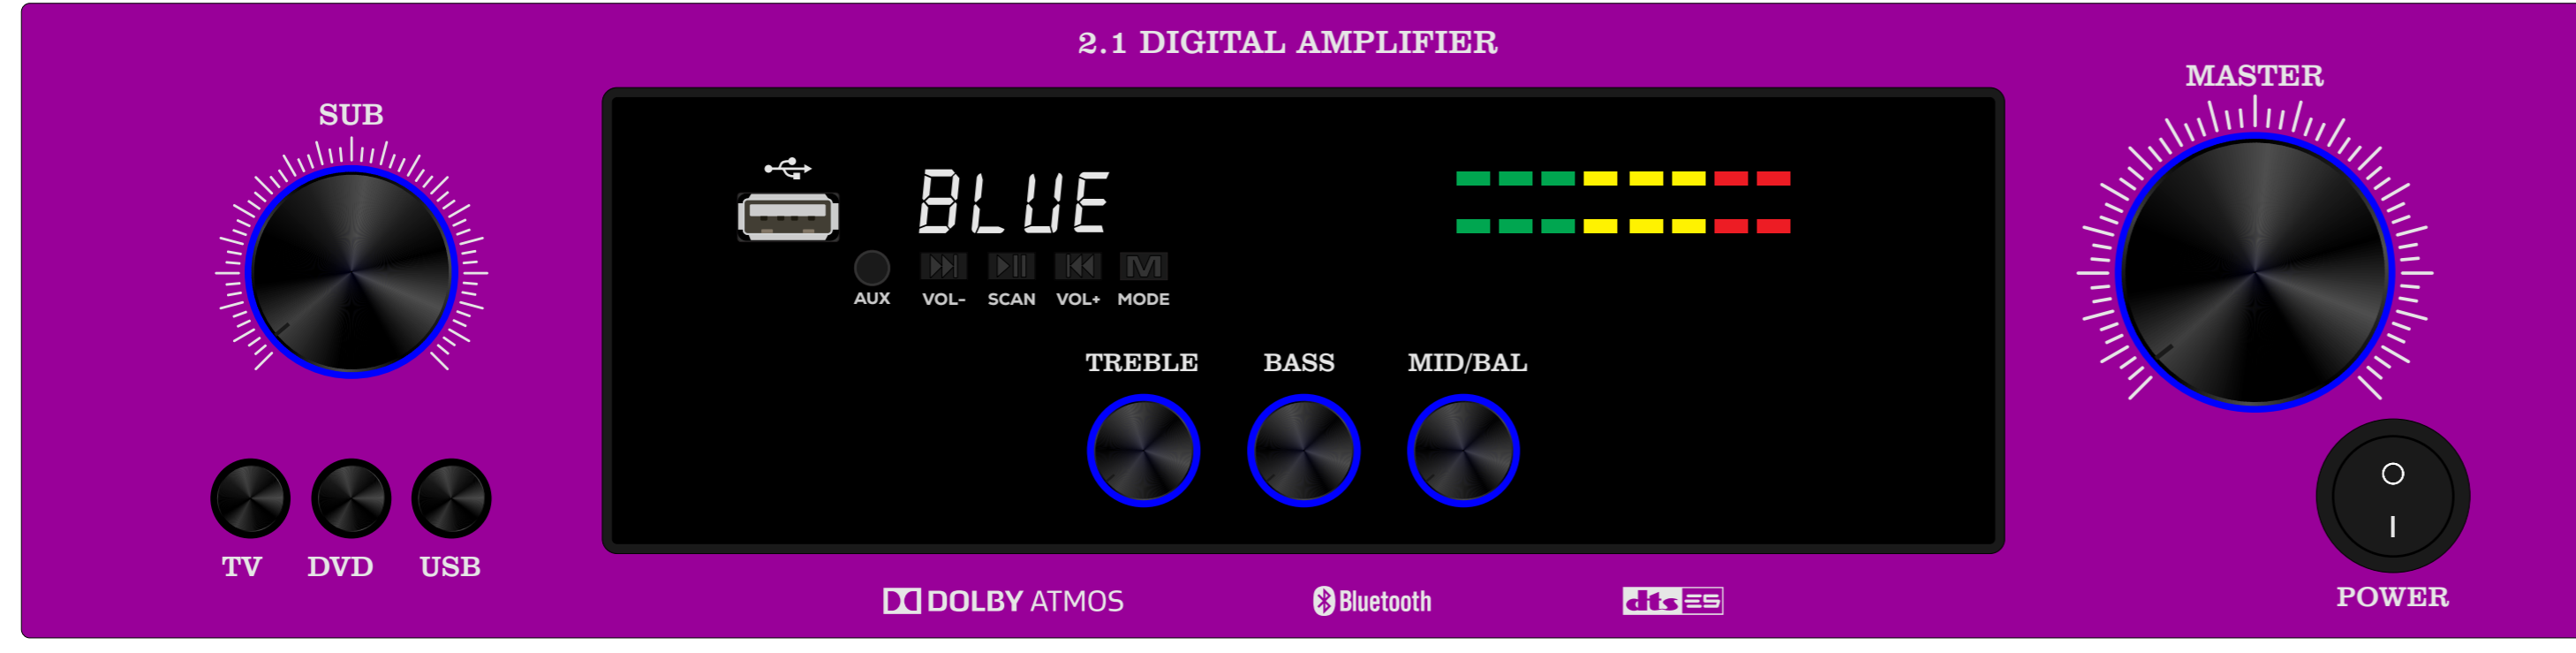 2.1 DIGITAL AMPLIFIER
MASTER
SUB
BLUE
M
AUX VOL- SCAN VOL+ MODE
TREBLE BASS MID/BAL
TV DVD USB
POWER
DOLBY ATMOS Bluetooth dts ES